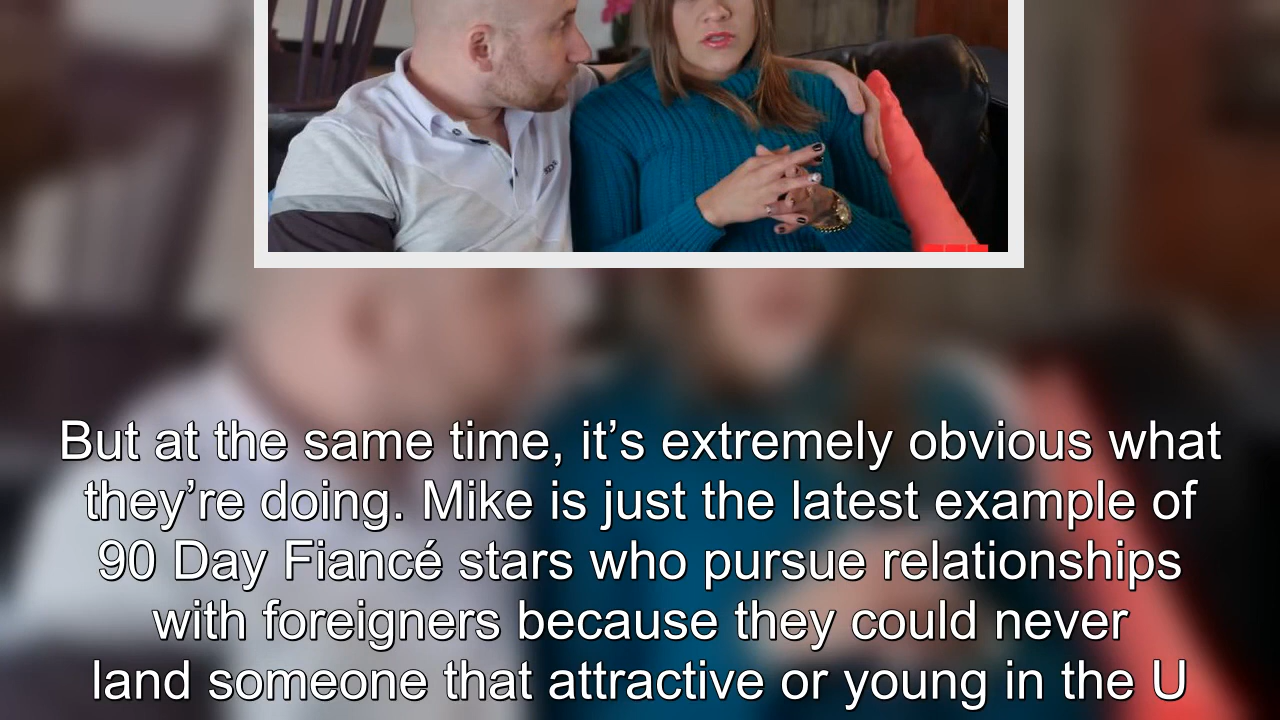 But at the same time, it’s extremely obvious what
they’re doing. Mike is just the latest example of
90 Day Fiancé stars who pursue relationships
with foreigners because they could never
land someone that attractive or young in the U